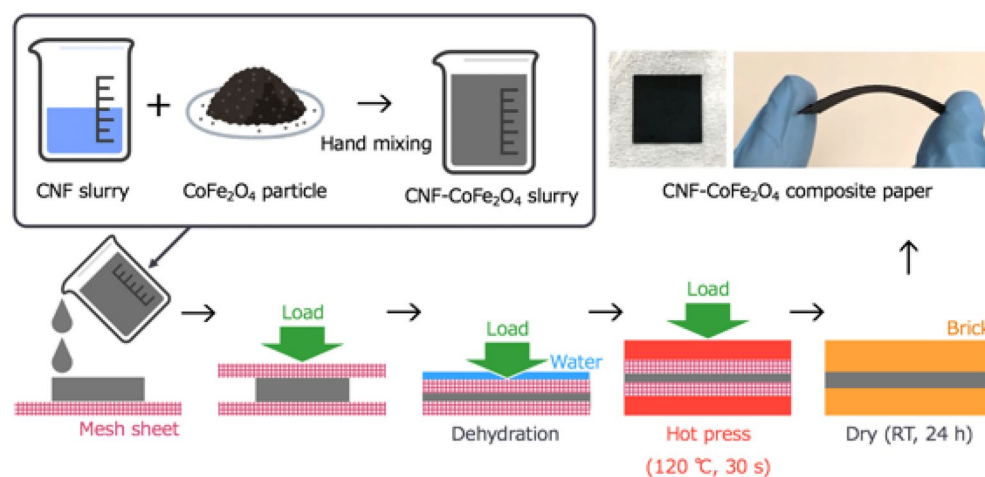 CNF slurry
CoFe₂O₄ particle
Hand mixing
CNF-CoFe₂O₄ slurry
CNF-CoFe₂O₄ composite paper
Load
Load
Load
Water
Brick
Mesh sheet
Dehydration
Hot press
(120 ℃, 30 s)
Dry (RT, 24 h)